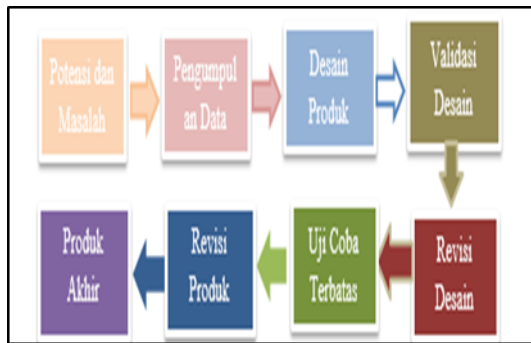 Potensi dan
Masalah
Pengumpul
an Data
Desain
Produk
Validasi
Desain
Revisi
Desain
Uji Coba
Terbatas
Revisi
Produk
Produk
Akhir